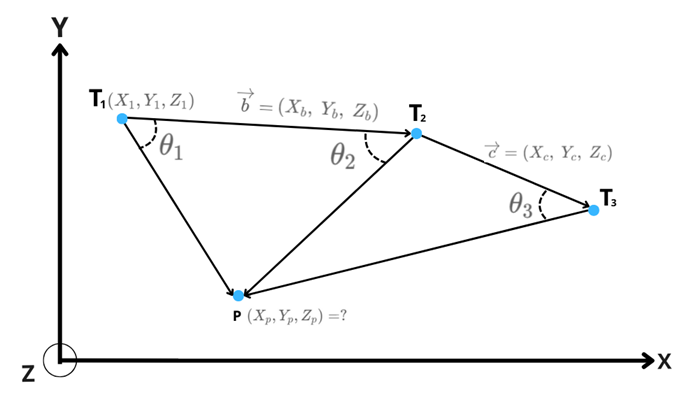 Y
T₁(X₁,Y₁,Z₁)
b⃗ = (X_b, Y_b, Z_b)
T₂
θ₁
θ₂
c⃗ = (X_c, Y_c, Z_c)
θ₃
T₃
P (X_p,Y_p,Z_p) =?
Z
X